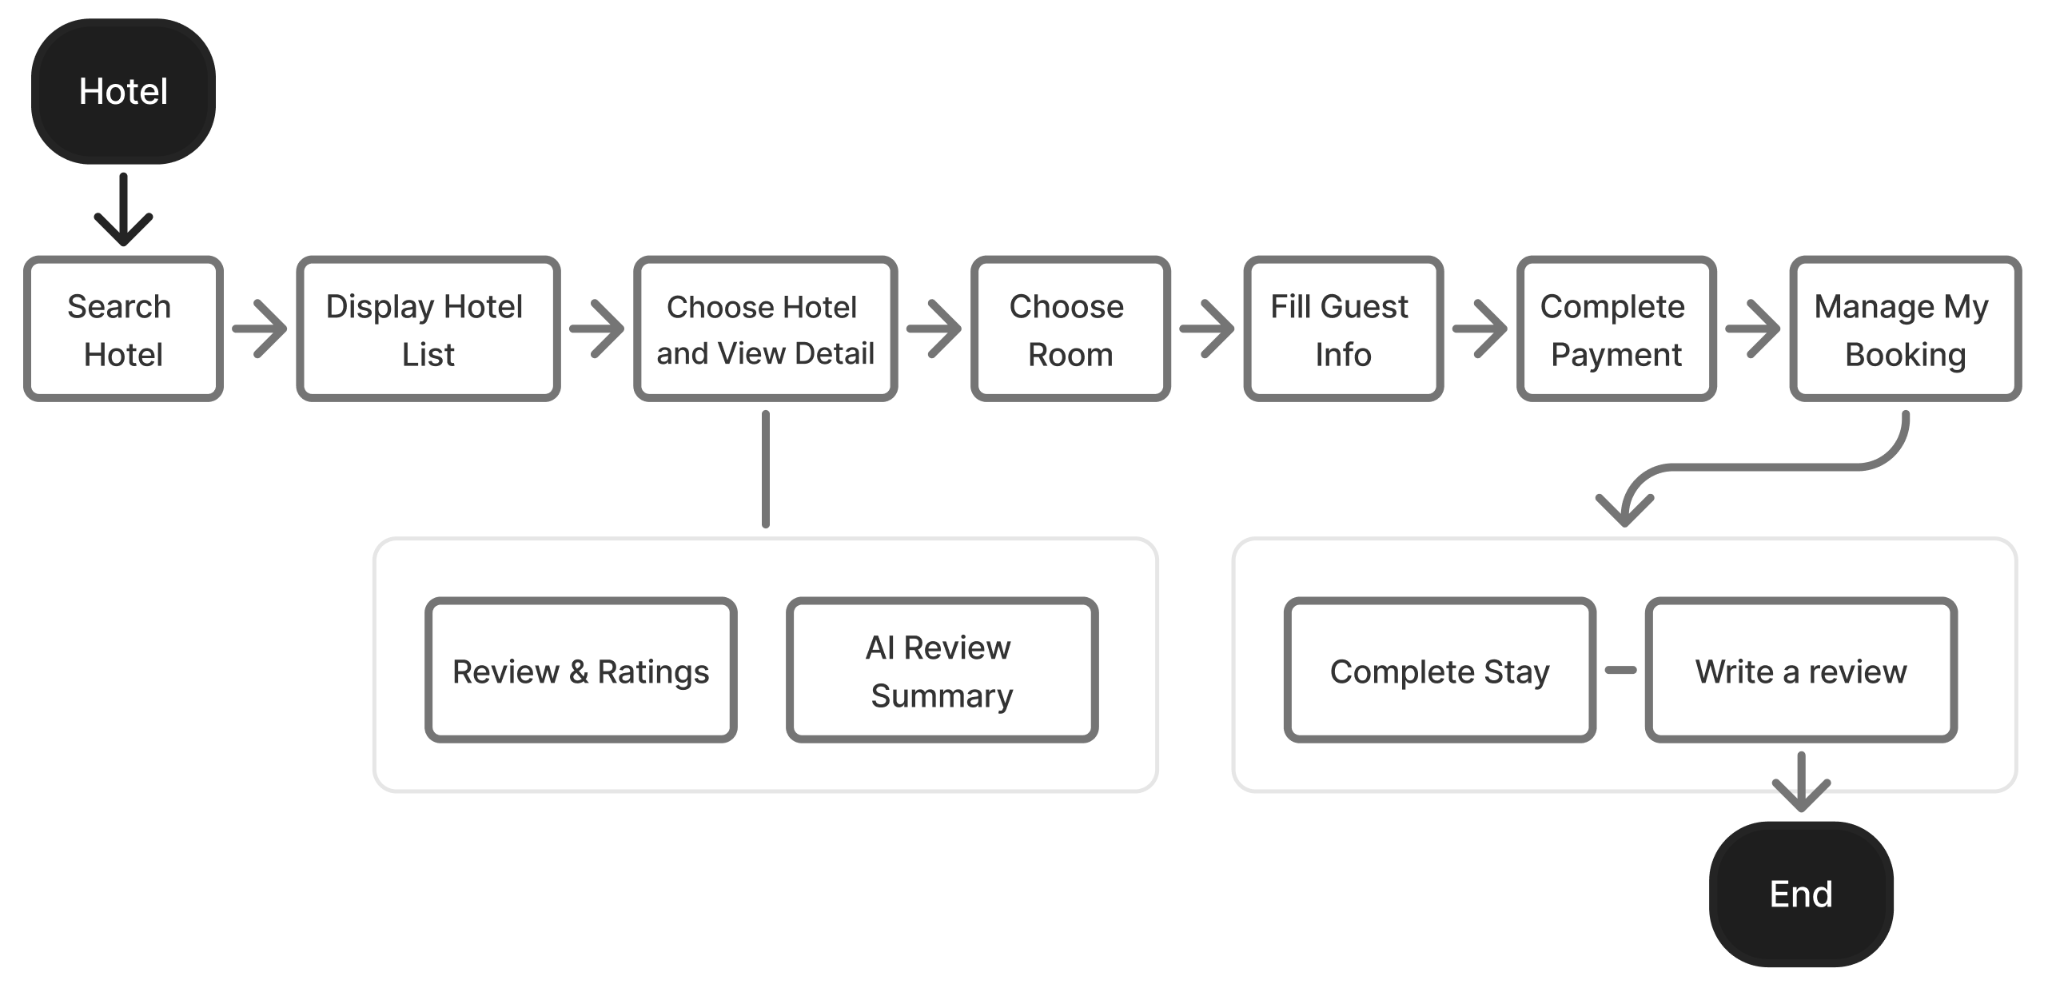 Hotel
Search
Hotel
Display Hotel
List
Choose Hotel
and View Detail
Choose
Room
Fill Guest
Info
Complete
Payment
Manage My
Booking
Review & Ratings
AI Review
Summary
Complete Stay
Write a review
End